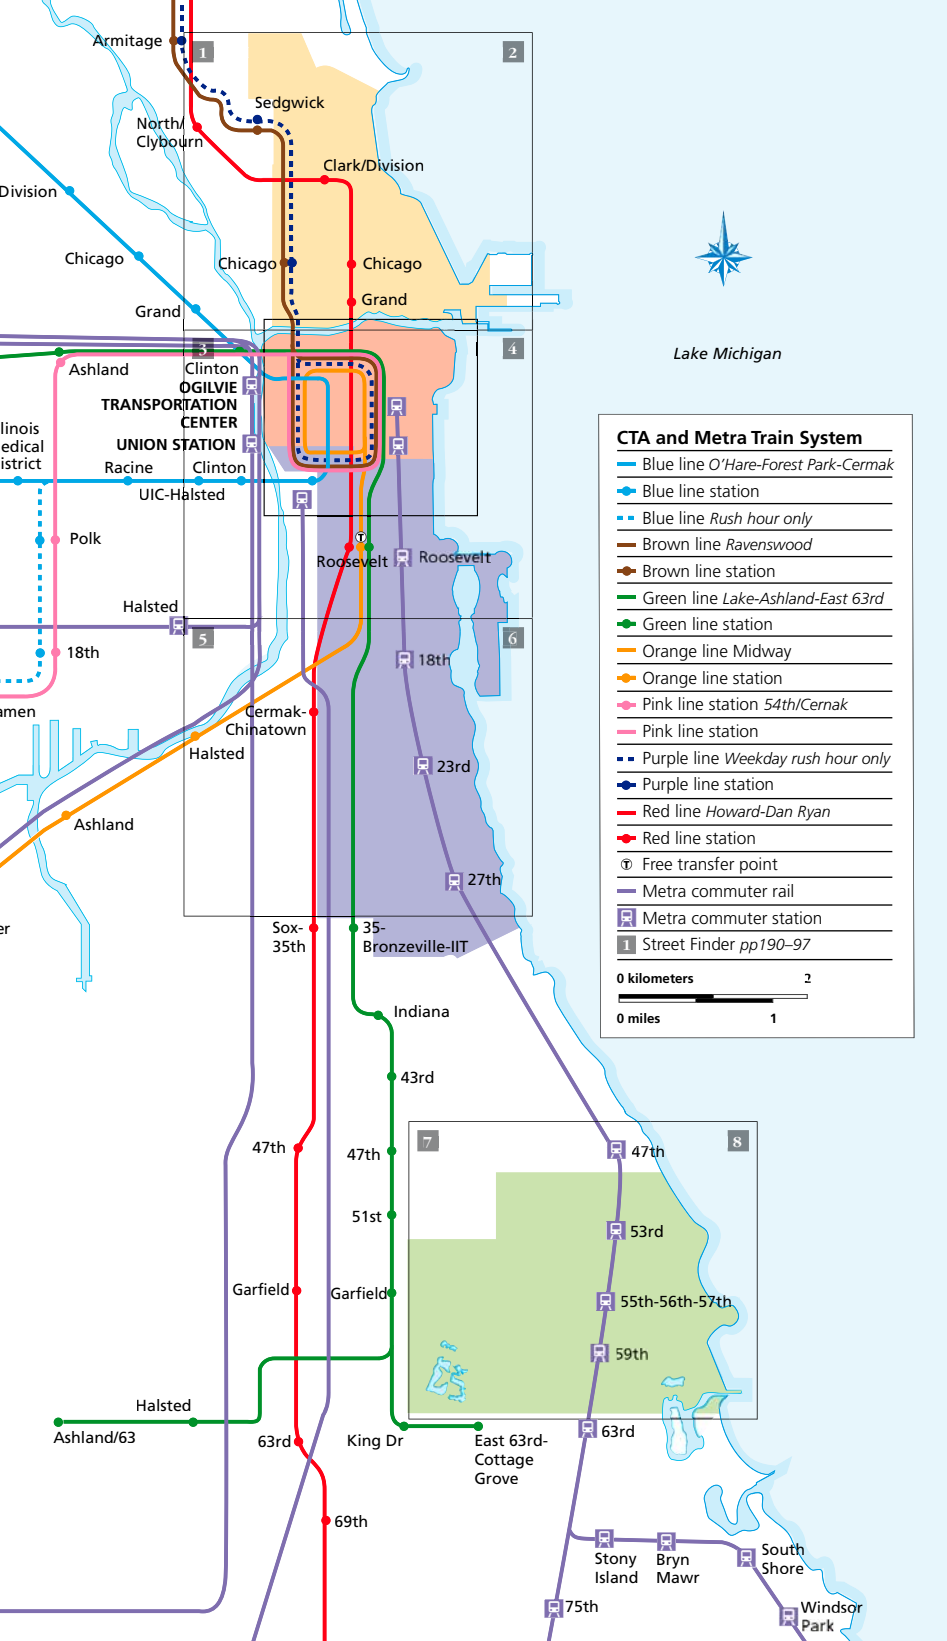 Armitage
1
2
Sedgwick
North/
Clybourn
Clark/Division
Division
Chicago
Chicago
Chicago
Grand
Grand
Lake Michigan
3
4
Ashland
Clinton
OGILVIE
TRANSPORTATION
CENTER
UNION STATION
llinois
edical
istrict
Racine
Clinton
UIC-Halsted
Polk
T
Roosevelt
Roosevelt
Halsted
5
6
18th
18th
amen
Cermak-
Chinatown
Halsted
23rd
Ashland
27th
er
Sox-
35th
35-
Bronzeville-IIT
Indiana
43rd
7
8
47th
47th
47th
51st
53rd
Garfield
Garfield
55th-56th-57th
59th
Halsted
Ashland/63
63rd
King Dr
East 63rd-
Cottage
Grove
63rd
69th
Stony
Island
Bryn
Mawr
South
Shore
75th
Windsor
Park
CTA and Metra Train System
Blue line O'Hare-Forest Park-Cermak
Blue line station
Blue line Rush hour only
Brown line Ravenswood
Brown line station
Green line Lake-Ashland-East 63rd
Green line station
Orange line Midway
Orange line station
Pink line station 54th/Cernak
Pink line station
Purple line Weekday rush hour only
Purple line station
Red line Howard-Dan Ryan
Red line station
T Free transfer point
Metra commuter rail
Metra commuter station
1 Street Finder pp190–97
0 kilometers 2
0 miles 1